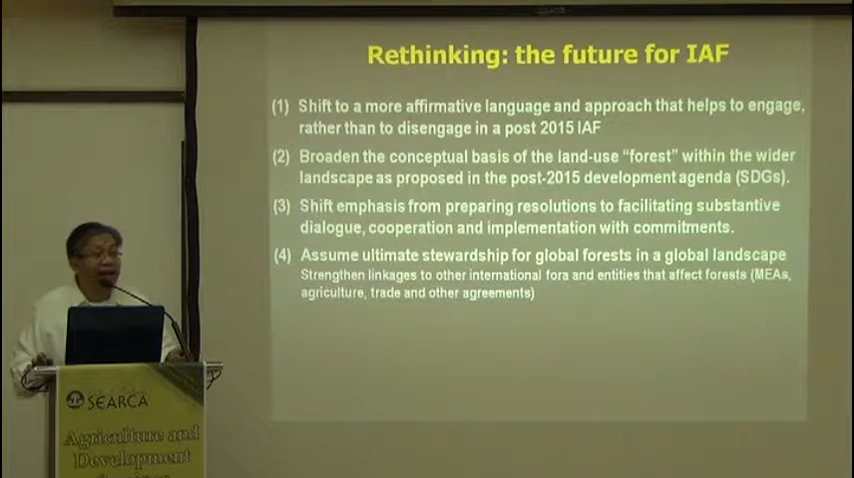 Rethinking: the future for IAF
(1) Shift to a more affirmative language and approach that helps to engage,
rather than to disengage in a post 2015 IAF
(2) Broaden the conceptual basis of the land-use “forest” within the wider
landscape as proposed in the post-2015 development agenda (SDGs).
(3) Shift emphasis from preparing resolutions to facilitating substantive
dialogue, cooperation and implementation with commitments.
(4) Assume ultimate stewardship for global forests in a global landscape
Strengthen linkages to other international fora and entities that affect forests (MEAs,
agriculture, trade and other agreements)
SEARCA
Agriculture and
Development